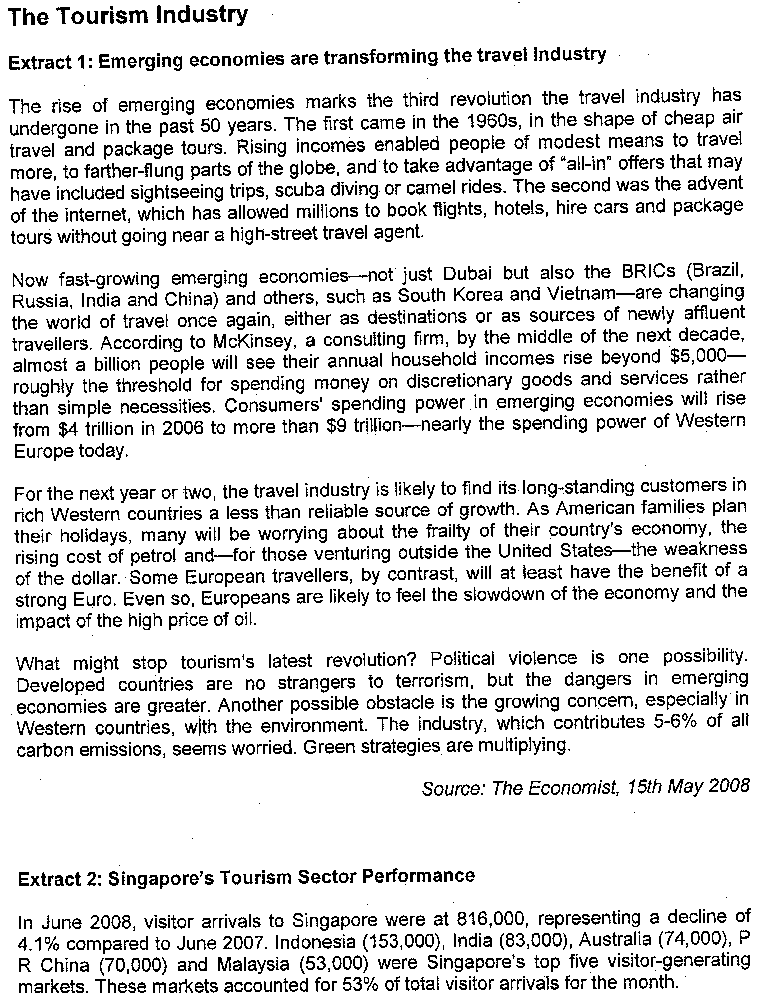 The Tourism Industry
Extract 1: Emerging economies are transforming the travel industry
The rise of emerging economies marks the third revolution the travel industry has
undergone in the past 50 years. The first came in the 1960s, in the shape of cheap air
travel and package tours. Rising incomes enabled people of modest means to travel
more, to farther-flung parts of the globe, and to take advantage of “all-in” offers that may
have included sightseeing trips, scuba diving or camel rides. The second was the advent
of the internet, which has allowed millions to book flights, hotels, hire cars and package
tours without going near a high-street travel agent.
Now fast-growing emerging economies—not just Dubai but also the BRICs (Brazil,
Russia, India and China) and others, such as South Korea and Vietnam—are changing
the world of travel once again, either as destinations or as sources of newly affluent
travellers. According to McKinsey, a consulting firm, by the middle of the next decade,
almost a billion people will see their annual household incomes rise beyond $5,000—
roughly the threshold for spending money on discretionary goods and services rather
than simple necessities. Consumers' spending power in emerging economies will rise
from $4 trillion in 2006 to more than $9 trillion—nearly the spending power of Western
Europe today.
For the next year or two, the travel industry is likely to find its long-standing customers in
rich Western countries a less than reliable source of growth. As American families plan
their holidays, many will be worrying about the frailty of their country's economy, the
rising cost of petrol and—for those venturing outside the United States—the weakness
of the dollar. Some European travellers, by contrast, will at least have the benefit of a
strong Euro. Even so, Europeans are likely to feel the slowdown of the economy and the
impact of the high price of oil.
What might stop tourism's latest revolution? Political violence is one possibility.
Developed countries are no strangers to terrorism, but the dangers in emerging
economies are greater. Another possible obstacle is the growing concern, especially in
Western countries, with the environment. The industry, which contributes 5-6% of all
carbon emissions, seems worried. Green strategies are multiplying.
Source: The Economist, 15th May 2008
Extract 2: Singapore's Tourism Sector Performance
In June 2008, visitor arrivals to Singapore were at 816,000, representing a decline of
4.1% compared to June 2007. Indonesia (153,000), India (83,000), Australia (74,000), P
R China (70,000) and Malaysia (53,000) were Singapore's top five visitor-generating
markets. These markets accounted for 53% of total visitor arrivals for the month.